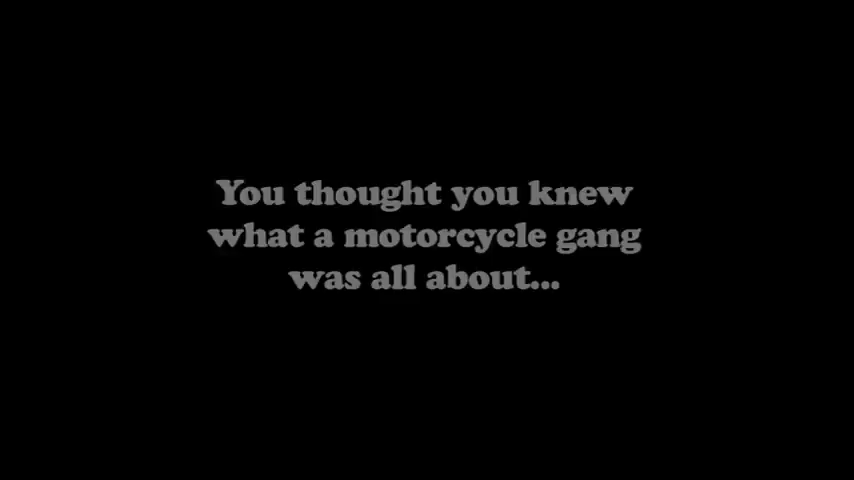 You thought you knew
what a motorcycle gang
was all about...